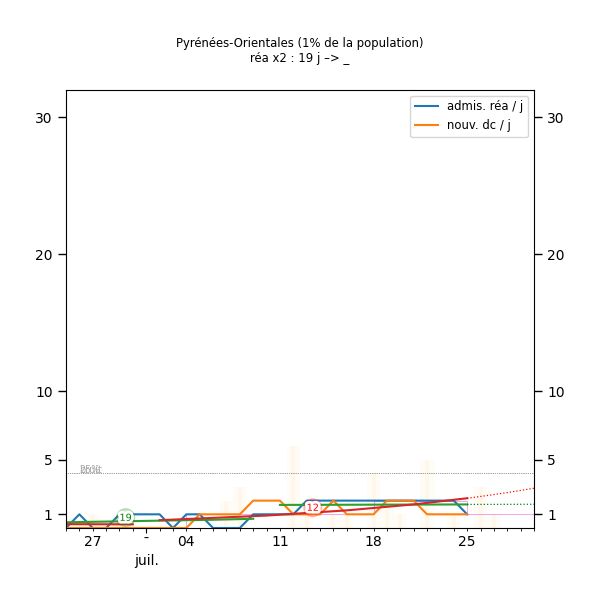 Pyrénées-Orientales (1% de la population)
réa x2 : 19 j –> _
admis. réa / j
nouv. dc / j
30 30
20 20
10 10
5 5
1 1
19
12
27 - 04 11 18 25
juil.